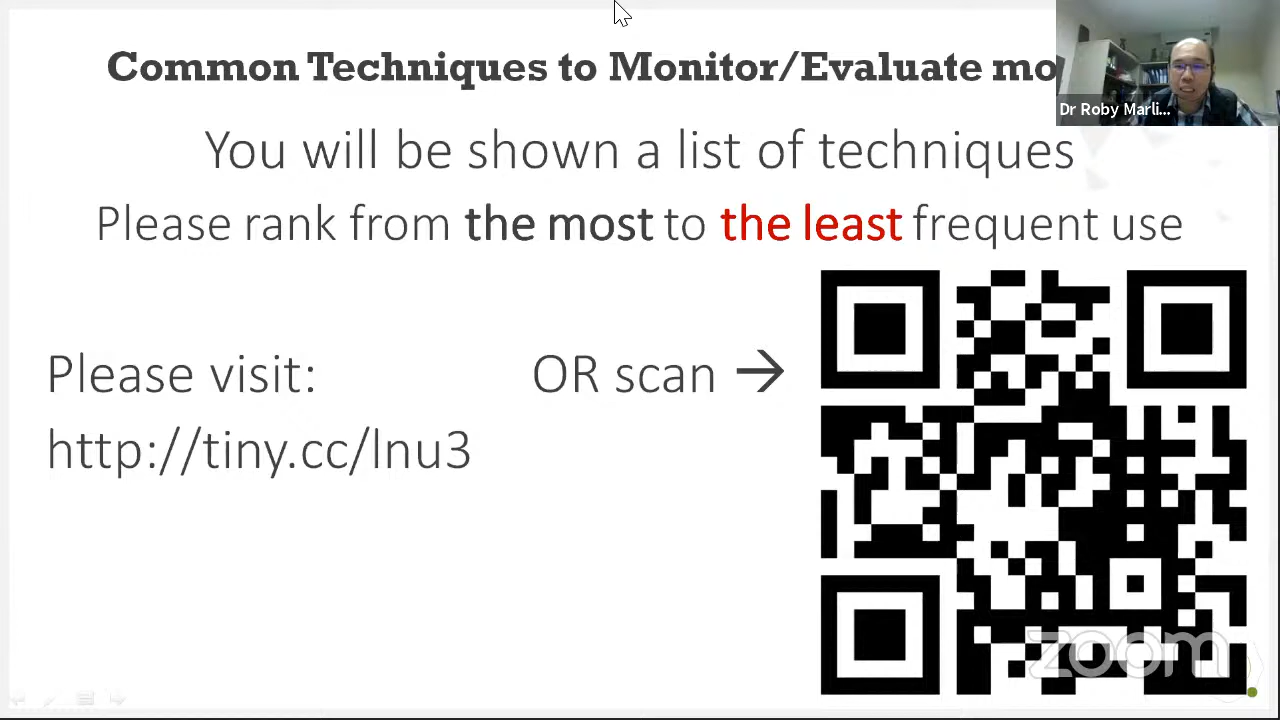 Common Techniques to Monitor/Evaluate mo
Dr Roby Marli...
You will be shown a list of techniques
Please rank from the most to the least frequent use
Please visit:
OR scan →
http://tiny.cc/lnu3
zoom